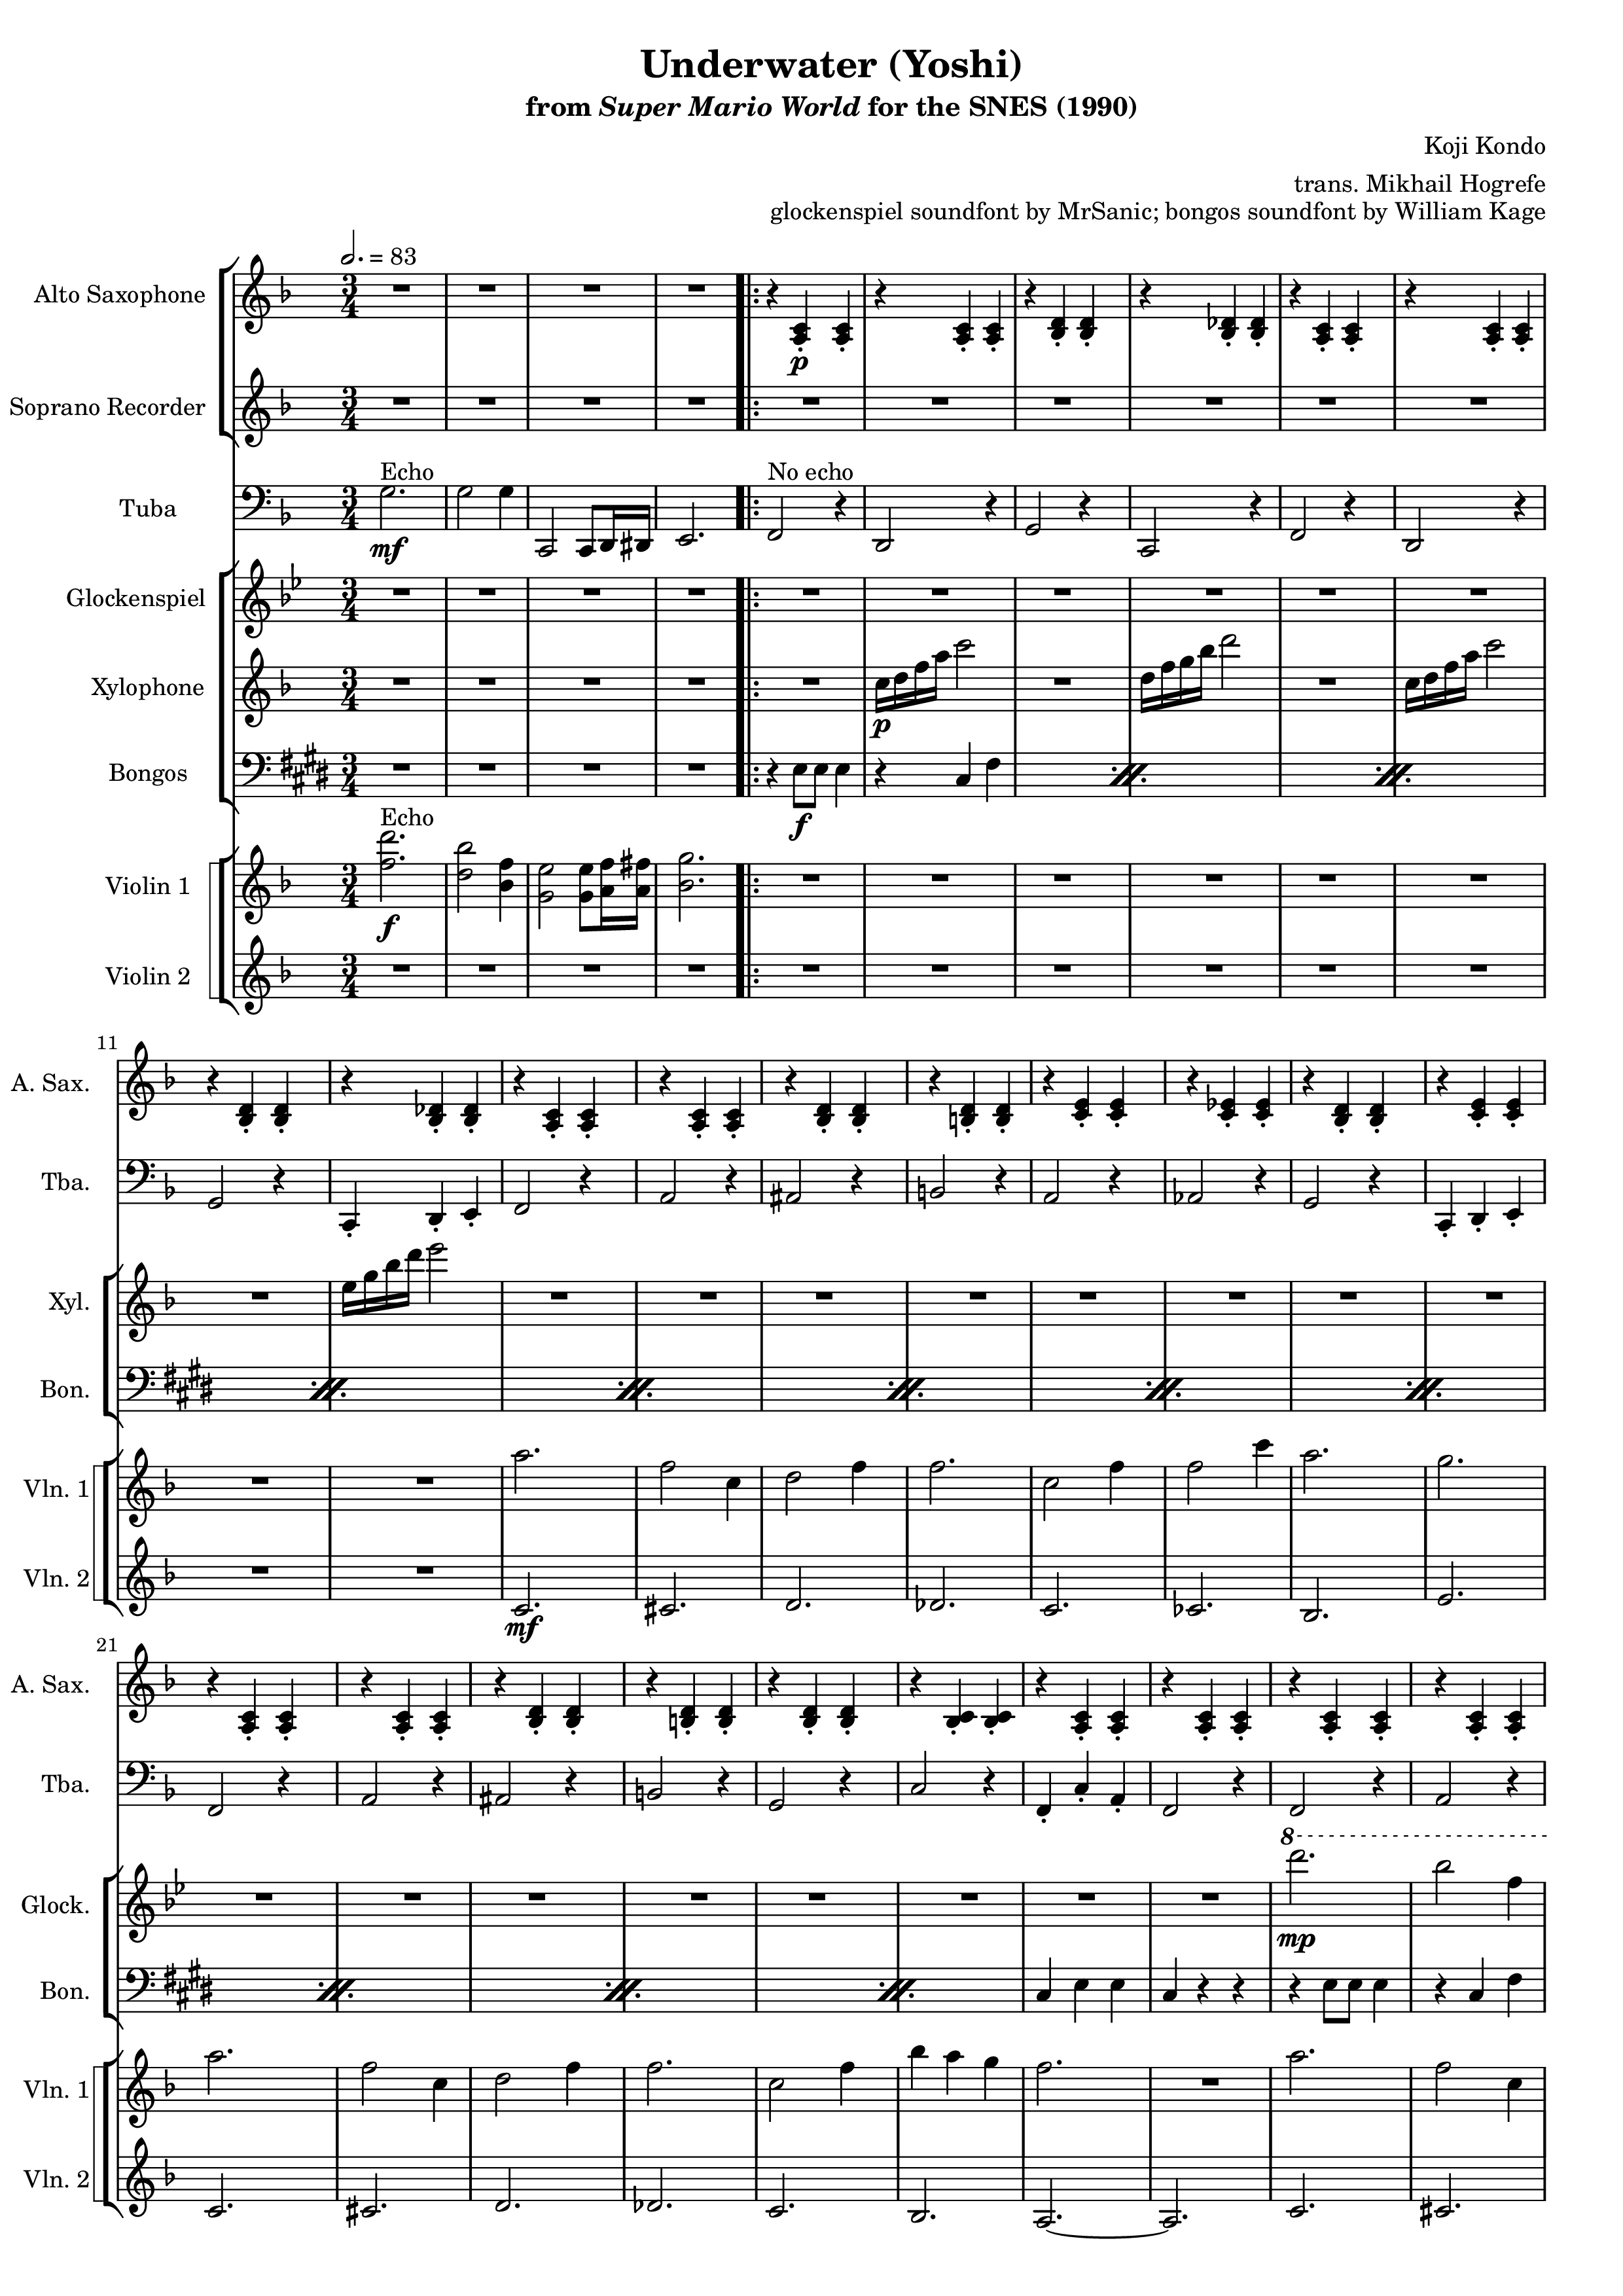 Underwater (Yoshi)
from Super Mario World for the SNES (1990)
Koji Kondo
trans. Mikhail Hogrefe
glockenspiel soundfont by MrSanic; bongos soundfont by William Kage
= 83
Alto Saxophone
p
Soprano Recorder
Echo
No echo
Tuba
mf
Glockenspiel
Xylophone
p
Bongos
f
Echo
Violin 1
f
Violin 2
11
A. Sax.
Tba.
Xyl.
Bon.
Vln. 1
Vln. 2
mf
21
A. Sax.
Tba.
8
Glock.
mp
Bon.
Vln. 1
Vln. 2